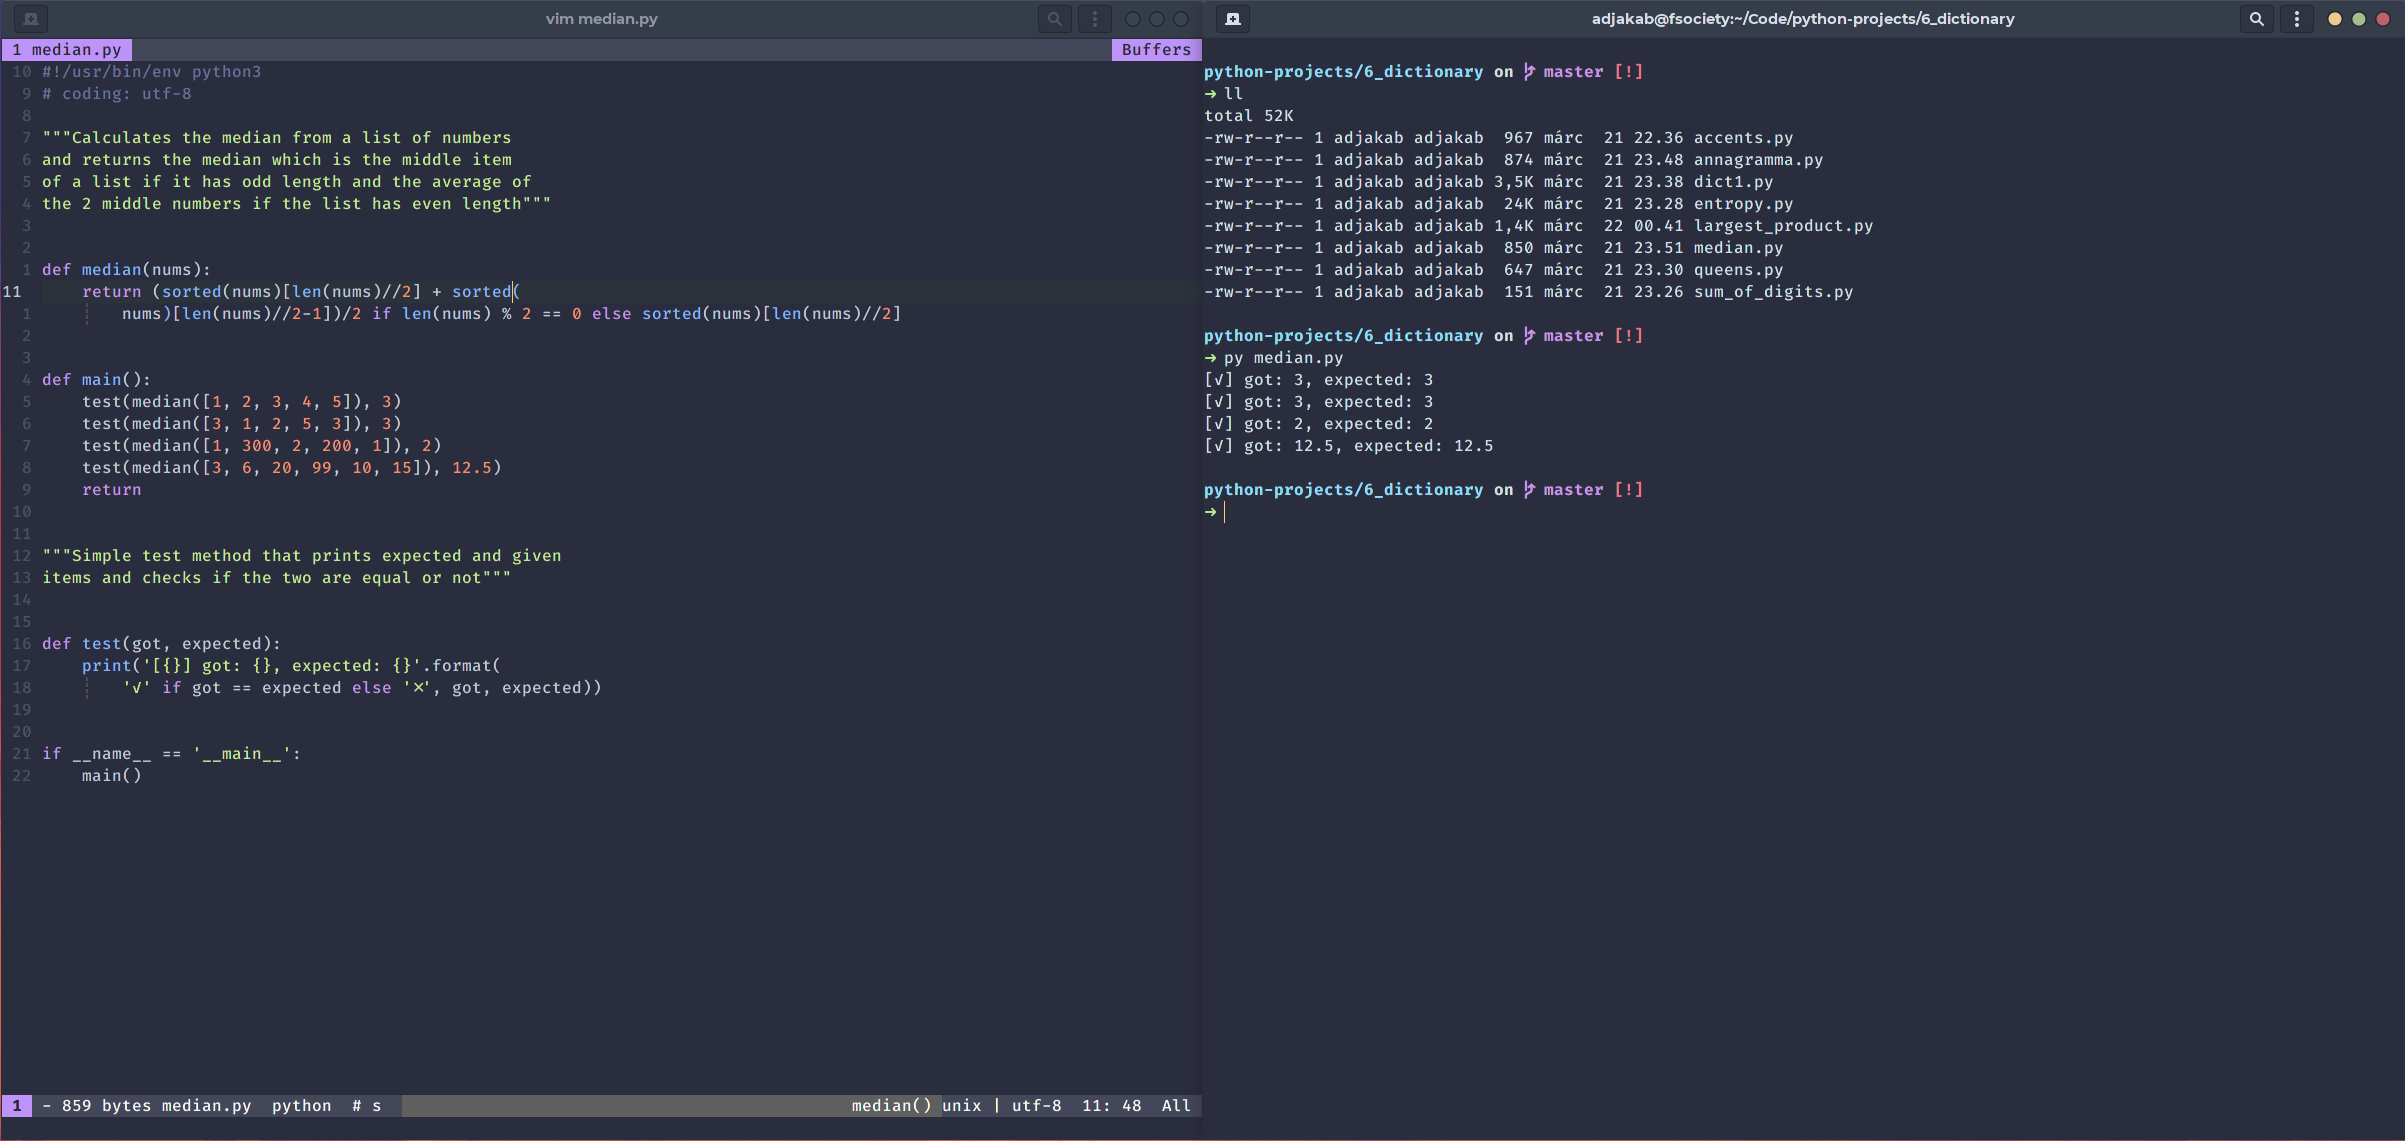 vim median.py
1 median.py Buffers
10 #!/usr/bin/env python3
9 # coding: utf-8
8
7 """Calculates the median from a list of numbers
6 and returns the median which is the middle item
5 of a list if it has odd length and the average of
4 the 2 middle numbers if the list has even length"""
3
2
1 def median(nums):
11 return (sorted(nums)[len(nums)//2] + sorted(
1 nums)[len(nums)//2-1])/2 if len(nums) % 2 == 0 else sorted(nums)[len(nums)//2]
2
3
4 def main():
5 test(median([1, 2, 3, 4, 5]), 3)
6 test(median([3, 1, 2, 5, 3]), 3)
7 test(median([1, 300, 2, 200, 1]), 2)
8 test(median([3, 6, 20, 99, 10, 15]), 12.5)
9 return
10
11
12 """Simple test method that prints expected and given
13 items and checks if the two are equal or not"""
14
15
16 def test(got, expected):
17 print('[{}] got: {}, expected: {}'.format(
18 '√' if got == expected else '×', got, expected))
19
20
21 if __name__ == '__main__':
22 main()
1 - 859 bytes median.py python # s median() unix | utf-8 11: 48 All
adjakab@fsociety:~/Code/python-projects/6_dictionary
python-projects/6_dictionary on master [!]
➜ ll
total 52K
-rw-r--r-- 1 adjakab adjakab 967 márc 21 22.36 accents.py
-rw-r--r-- 1 adjakab adjakab 874 márc 21 23.48 annagramma.py
-rw-r--r-- 1 adjakab adjakab 3,5K márc 21 23.38 dict1.py
-rw-r--r-- 1 adjakab adjakab 24K márc 21 23.28 entropy.py
-rw-r--r-- 1 adjakab adjakab 1,4K márc 22 00.41 largest_product.py
-rw-r--r-- 1 adjakab adjakab 850 márc 21 23.51 median.py
-rw-r--r-- 1 adjakab adjakab 647 márc 21 23.30 queens.py
-rw-r--r-- 1 adjakab adjakab 151 márc 21 23.26 sum_of_digits.py
python-projects/6_dictionary on master [!]
➜ py median.py
[√] got: 3, expected: 3
[√] got: 3, expected: 3
[√] got: 2, expected: 2
[√] got: 12.5, expected: 12.5
python-projects/6_dictionary on master [!]
➜